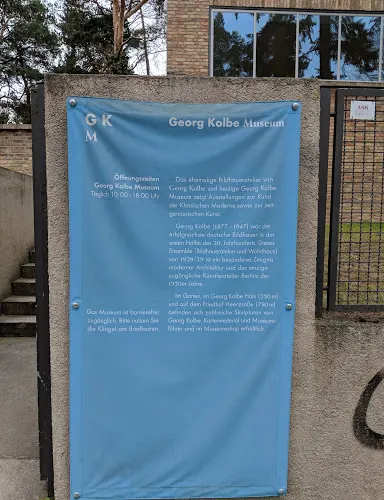 G K
M
Georg Kolbe Museum
Öffnungszeiten
Georg Kolbe Museum
Täglich 10:00 - 18:00 Uhr
Das ehemalige Bildhaueratelier von
Georg Kolbe und heutige Georg Kolbe
Museum zeigt Ausstellungen zur Kunst
der Klassischen Moderne sowie zur zeit-
genössischen Kunst.
Georg Kolbe (1877 - 1947) war der
erfolgreichste deutsche Bildhauer in der
ersten Hälfte des 20. Jahrhunderts. Dieses
Ensemble (Bildhaueratelier und Wohnhaus)
von 1928/29 ist ein besonderes Zeugnis
moderner Architektur und das einzige
zugängliche Künstleratelier Berlins der
1920er-Jahre.
Im Garten, im Georg Kolbe Hain (350 m)
und auf dem Friedhof Heerstraße (750 m)
befinden sich zahlreiche Skulpturen von
Georg Kolbe. Kartenmaterial und Museums-
führer sind im Museumsshop erhältlich.
Das Museum ist barrierefrei
zugänglich. Bitte nutzen Sie
die Klingel am Briefkasten.